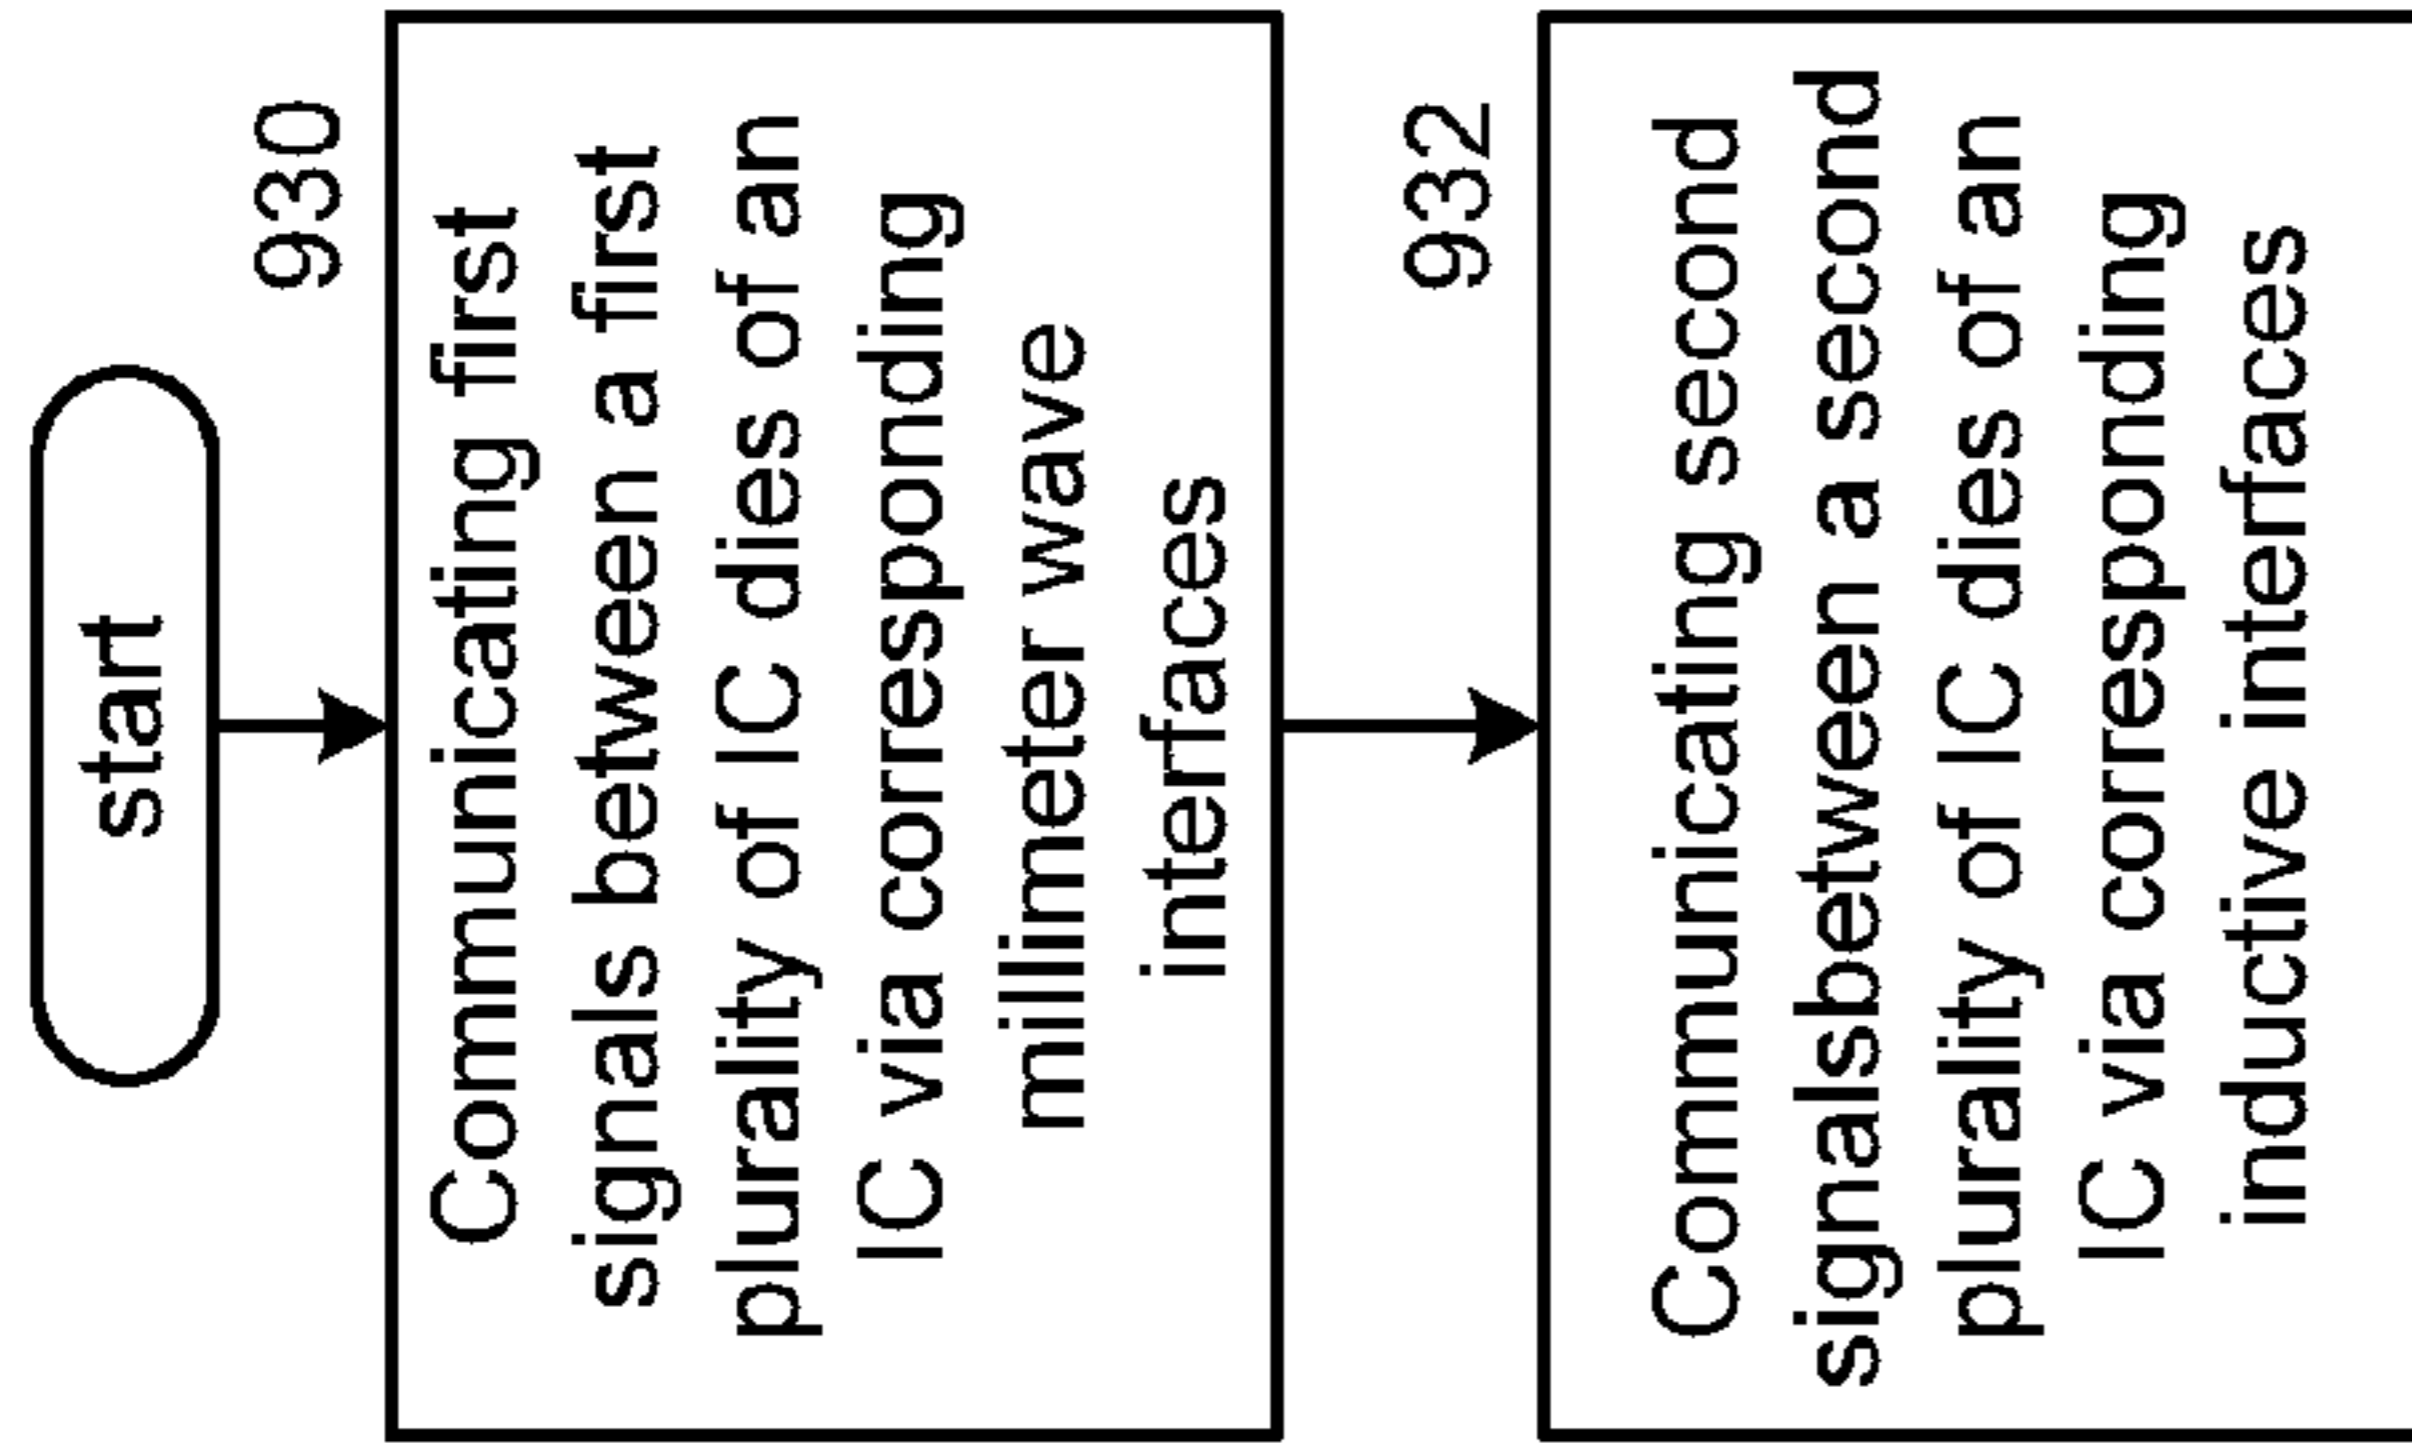 start
930
Communicating first
signals between a first
plurality of IC dies of an
IC via corresponding
millimeter wave
interfaces
932
Communicating second
signalsbetween a second
plurality of IC dies of an
IC via corresponding
inductive interfaces